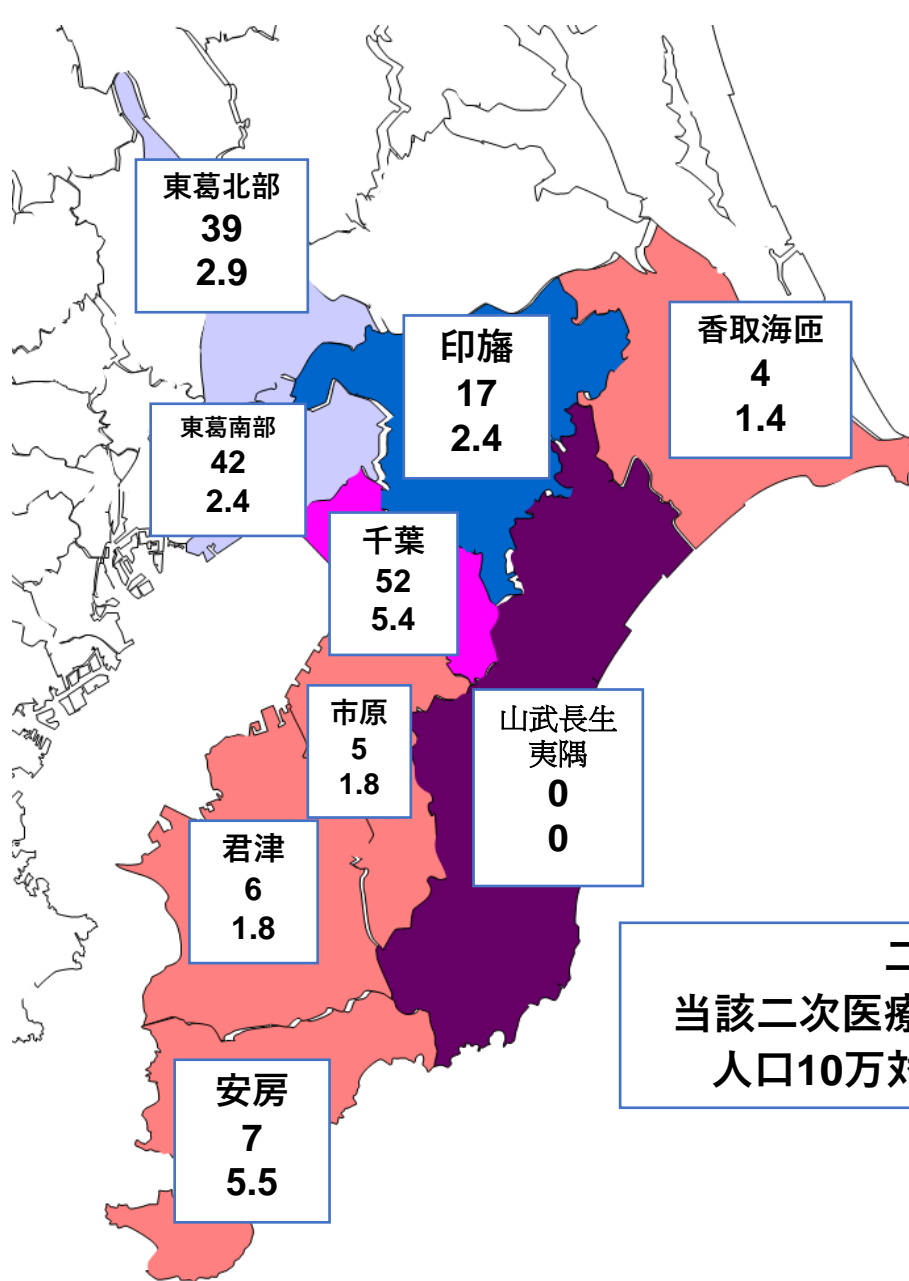 東葛北部
39
2.9
印旛
17
2.4
香取海匝
4
1.4
東葛南部
42
2.4
千葉
52
5.4
市原
5
1.8
山武長生
夷隅
0
0
君津
6
1.8
安房
7
5.5
二
当該二次医療
人口10万対